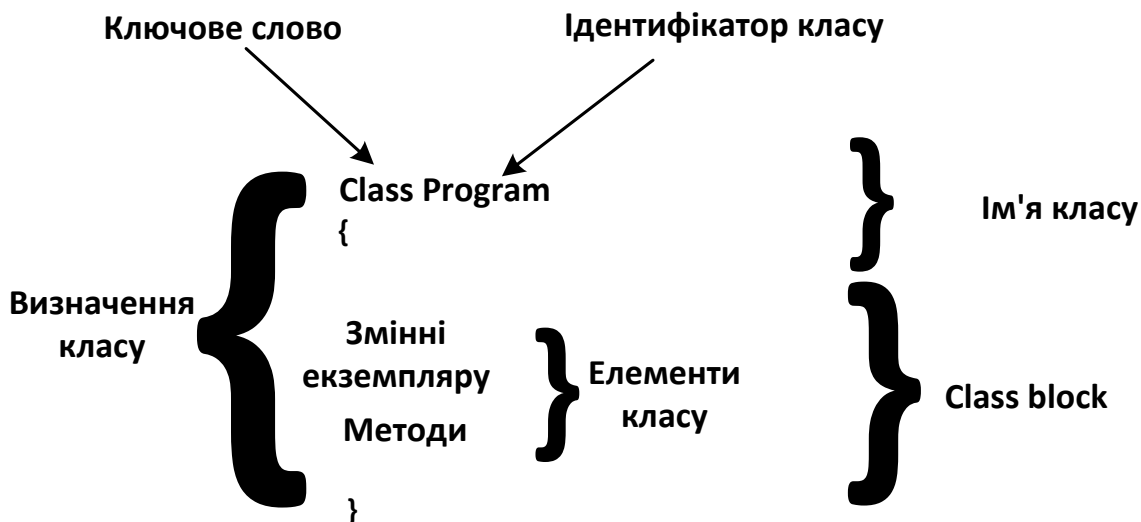 Ключове слово
Ідентифікатор класу
Class Program
{
Ім'я класу
Визначення
класу
Змінні
екземпляру
Методи
Елементи
класу
Class block
}